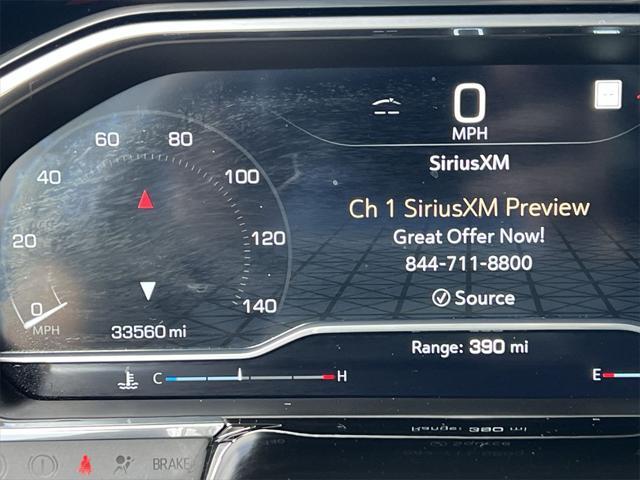 0
MPH
SiriusXM
60 80
40 100
Ch 1 SiriusXM Preview
20 120
Great Offer Now!
844-711-8800
Source
0 140
MPH
33560 mi
Range: 390 mi
C H
E
BRAKE